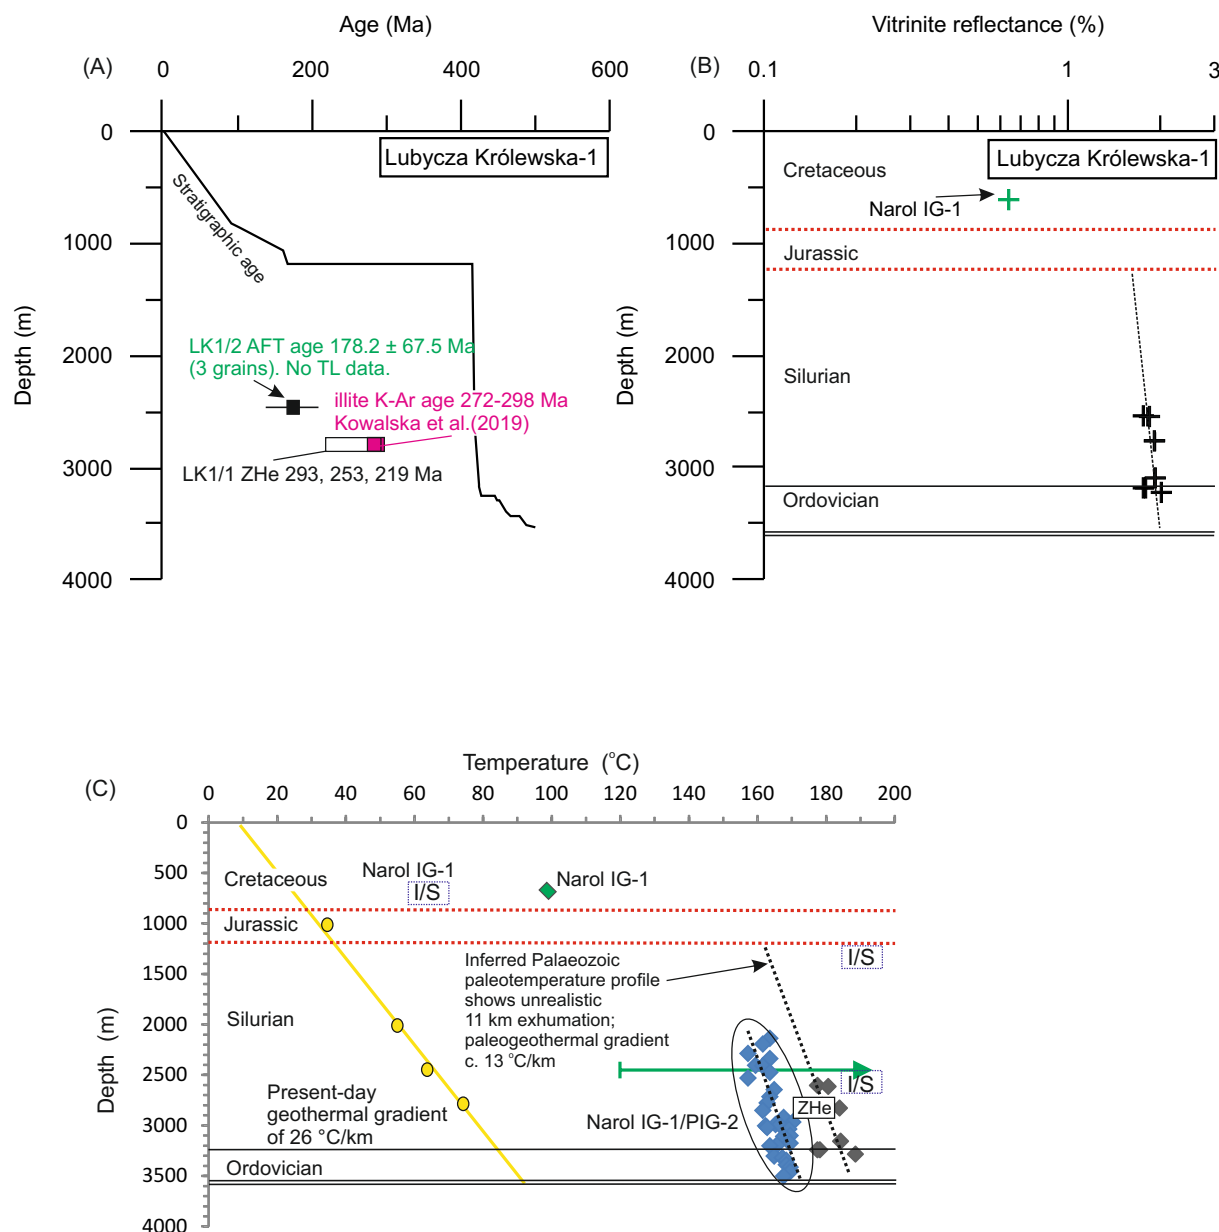 Age (Ma)
(A)
0
200
400
600
0
1000
2000
3000
4000
Depth (m)
Lubycza Królewska-1
Stratigraphic age
LK1/2 AFT age 178.2 ± 67.5 Ma
(3 grains). No TL data.
illite K-Ar age 272-298 Ma
Kowalska et al.(2019)
LK1/1 ZHe 293, 253, 219 Ma
Vitrinite reflectance (%)
(B)
0.1
1
3
0
1000
2000
3000
4000
Depth (m)
Lubycza Królewska-1
Cretaceous
Narol IG-1
Jurassic
Silurian
Ordovician
Temperature (°C)
(C)
0
20
40
60
80
100
120
140
160
180
200
0
500
1000
1500
2000
2500
3000
3500
4000
Depth (m)
Narol IG-1
I/S
Narol IG-1
Cretaceous
Jurassic
I/S
Inferred Palaeozoic
paleotemperature profile
shows unrealistic
11 km exhumation;
paleogeothermal gradient
c. 13 °C/km
Silurian
I/S
Present-day
geothermal gradient
of 26 °C/km
ZHe
Narol IG-1/PIG-2
Ordovician